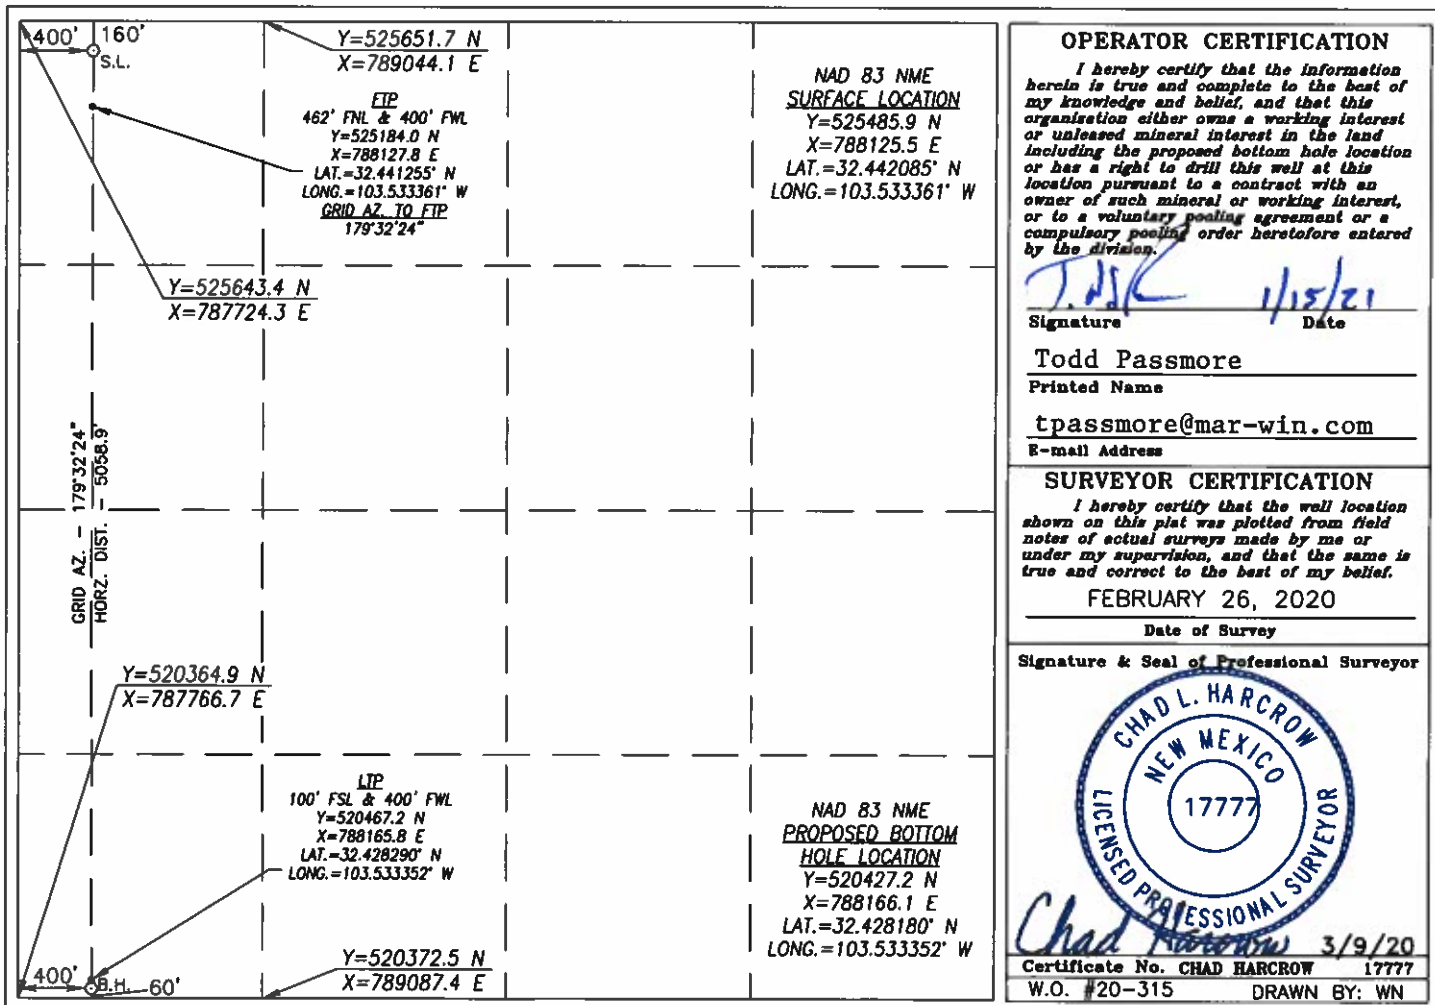 400'
160'
S.L.
Y=525651.7 N
X=789044.1 E
FTP
462' FNL & 400' FWL
Y=525184.0 N
X=788127.8 E
LAT.=32.441255° N
LONG.=103.533361° W
GRID AZ. TO FTP
179°32'24"
NAD 83 NME
SURFACE LOCATION
Y=525485.9 N
X=788125.5 E
LAT.=32.442085° N
LONG.=103.533361° W
Y=525643.4 N
X=787724.3 E
GRID AZ. – 179°32'24"
HORZ. DIST. – 5058.9'
Y=520364.9 N
X=787766.7 E
LTP
100' FSL & 400' FWL
Y=520467.2 N
X=788165.8 E
LAT.=32.428290° N
LONG.=103.533352° W
NAD 83 NME
PROPOSED BOTTOM
HOLE LOCATION
Y=520427.2 N
X=788166.1 E
LAT.=32.428180° N
LONG.=103.533352° W
400'
B.H.
60'
Y=520372.5 N
X=789087.4 E
OPERATOR CERTIFICATION
I hereby certify that the information
herein is true and complete to the best of
my knowledge and belief, and that this
organisation either owns a working interest
or unleased mineral interest in the land
including the proposed bottom hole location
or has a right to drill this well at this
location pursuant to a contract with an
owner of such mineral or working interest,
or to a voluntary pooling agreement or a
compulsory pooling order heretofore entered
by the division.
1/15/21
Signature Date
Todd Passmore
Printed Name
tpassmore@mar-win.com
E-mail Address
SURVEYOR CERTIFICATION
I hereby certify that the well location
shown on this plat was plotted from field
notes of actual surveys made by me or
under my supervision, and that the same is
true and correct to the best of my belief.
FEBRUARY 26, 2020
Date of Survey
Signature & Seal of Professional Surveyor
CHAD L. HARCROW
NEW MEXICO
17777
LICENSED PROFESSIONAL SURVEYOR
Chad Harcrow 3/9/20
Certificate No. CHAD HARCROW 17777
W.O. #20-315 DRAWN BY: WN